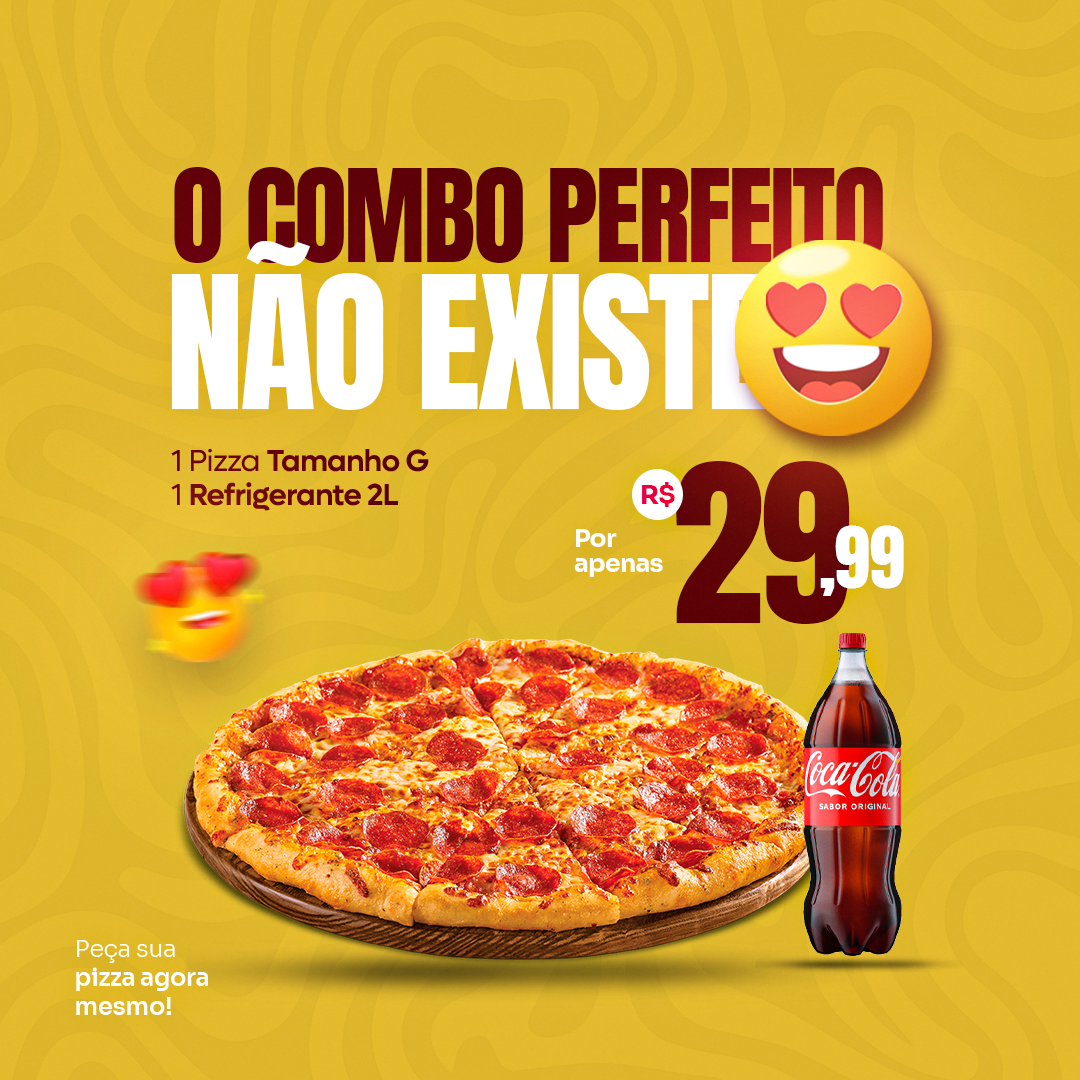 O COMBO PERFEITO
NÃO EXISTE
1 Pizza Tamanho G
1 Refrigerante 2L
Por
apenas
R$
29,99
Coca-Cola
SABOR ORIGINAL
Peça sua
pizza agora
mesmo!